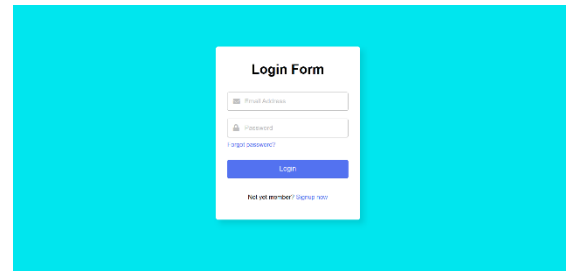 Login Form
Email Address
Password
Forgot password?
Login
Not yet member? Signup now